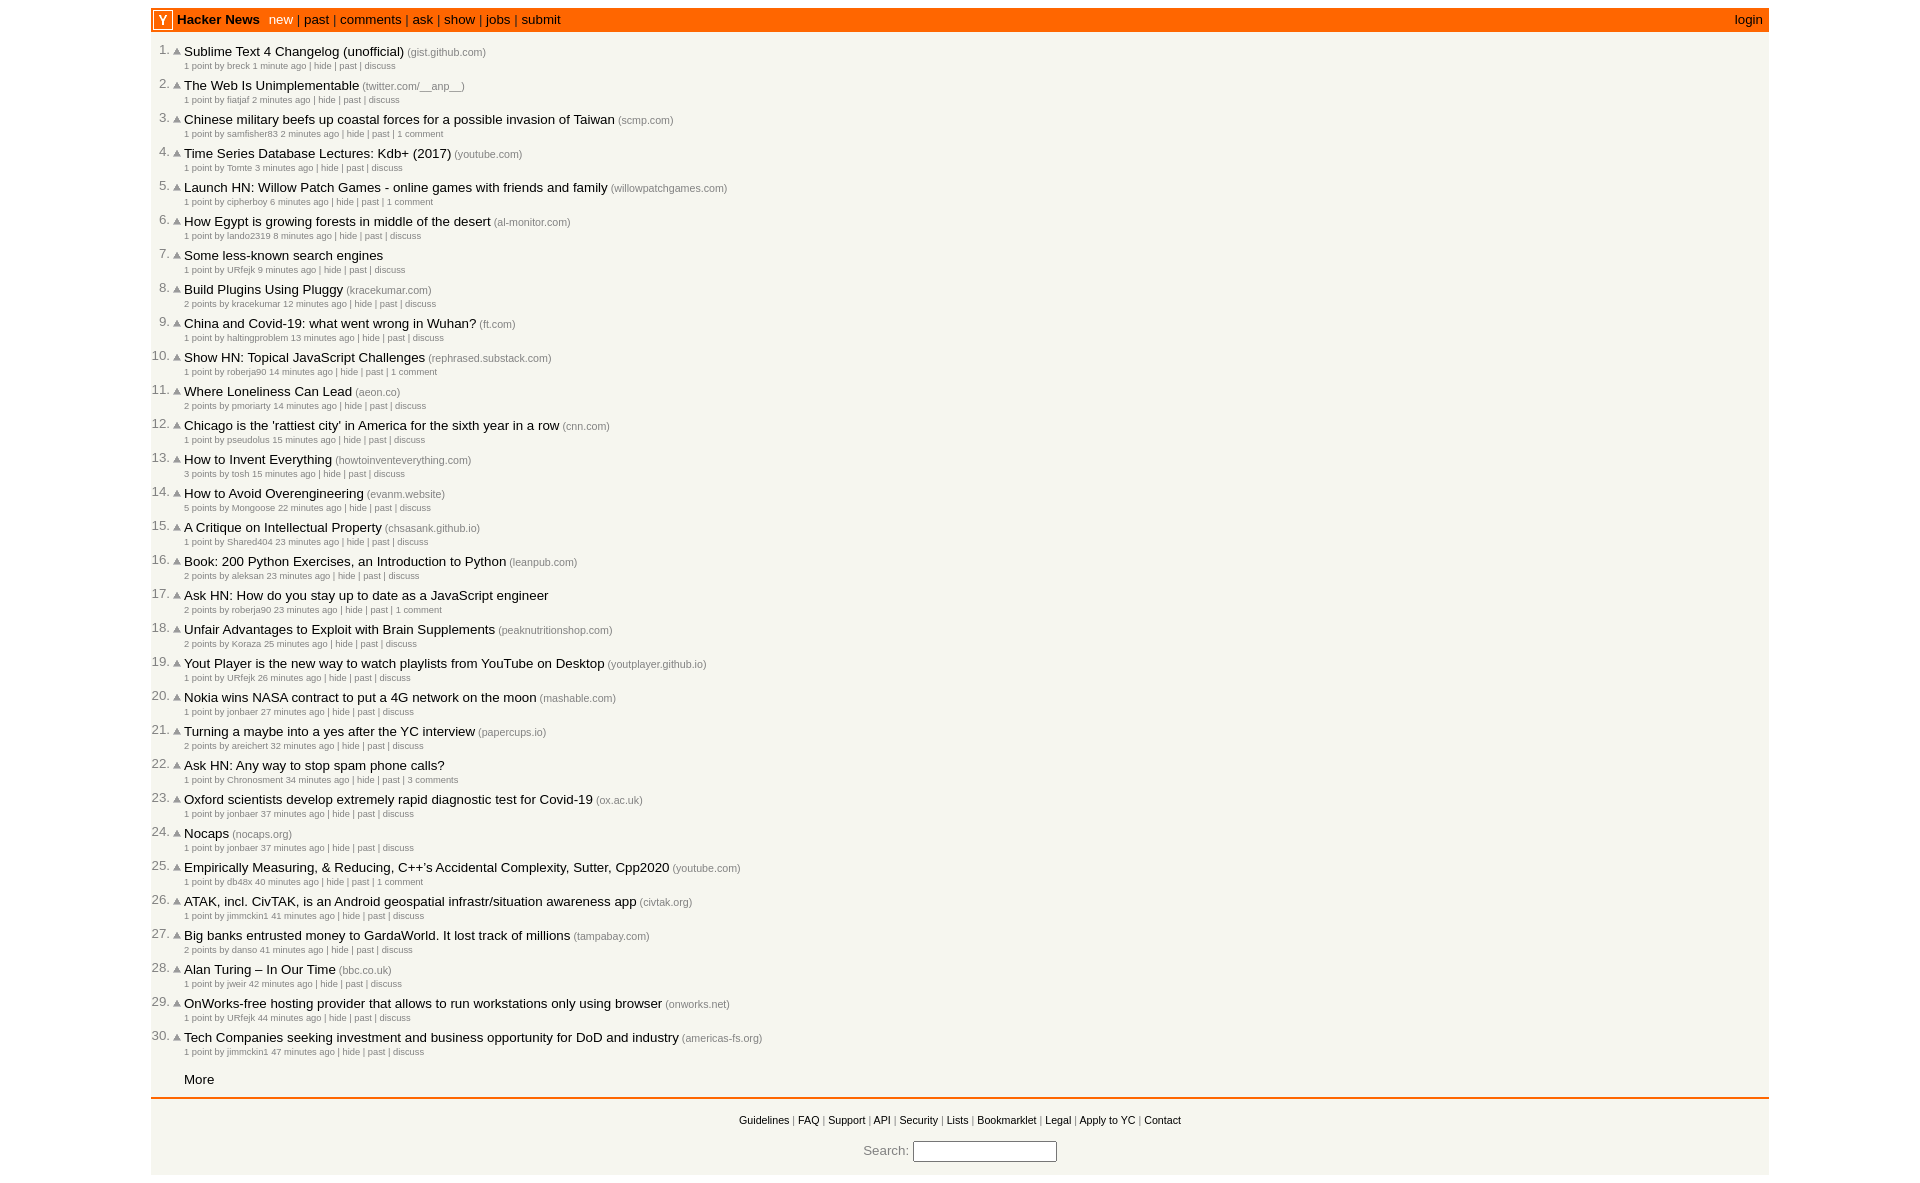 Y Hacker News new | past | comments | ask | show | jobs | submit login
1. Sublime Text 4 Changelog (unofficial) (gist.github.com)
1 point by breck 1 minute ago | hide | past | discuss
2. The Web Is Unimplementable (twitter.com/__anp__)
1 point by fiatjaf 2 minutes ago | hide | past | discuss
3. Chinese military beefs up coastal forces for a possible invasion of Taiwan (scmp.com)
1 point by samfisher83 2 minutes ago | hide | past | 1 comment
4. Time Series Database Lectures: Kdb+ (2017) (youtube.com)
1 point by Tomte 3 minutes ago | hide | past | discuss
5. Launch HN: Willow Patch Games - online games with friends and family (willowpatchgames.com)
1 point by cipherboy 6 minutes ago | hide | past | 1 comment
6. How Egypt is growing forests in middle of the desert (al-monitor.com)
1 point by lando2319 8 minutes ago | hide | past | discuss
7. Some less-known search engines
1 point by URfejk 9 minutes ago | hide | past | discuss
8. Build Plugins Using Pluggy (kracekumar.com)
2 points by kracekumar 12 minutes ago | hide | past | discuss
9. China and Covid-19: what went wrong in Wuhan? (ft.com)
1 point by haltingproblem 13 minutes ago | hide | past | discuss
10. Show HN: Topical JavaScript Challenges (rephrased.substack.com)
1 point by roberja90 14 minutes ago | hide | past | 1 comment
11. Where Loneliness Can Lead (aeon.co)
2 points by pmoriarty 14 minutes ago | hide | past | discuss
12. Chicago is the 'rattiest city' in America for the sixth year in a row (cnn.com)
1 point by pseudolus 15 minutes ago | hide | past | discuss
13. How to Invent Everything (howtoinventeverything.com)
3 points by tosh 15 minutes ago | hide | past | discuss
14. How to Avoid Overengineering (evanm.website)
5 points by Mongoose 22 minutes ago | hide | past | discuss
15. A Critique on Intellectual Property (chsasank.github.io)
1 point by Shared404 23 minutes ago | hide | past | discuss
16. Book: 200 Python Exercises, an Introduction to Python (leanpub.com)
2 points by aleksan 23 minutes ago | hide | past | discuss
17. Ask HN: How do you stay up to date as a JavaScript engineer
2 points by roberja90 23 minutes ago | hide | past | 1 comment
18. Unfair Advantages to Exploit with Brain Supplements (peaknutritionshop.com)
2 points by Koraza 25 minutes ago | hide | past | discuss
19. Yout Player is the new way to watch playlists from YouTube on Desktop (youtplayer.github.io)
1 point by URfejk 26 minutes ago | hide | past | discuss
20. Nokia wins NASA contract to put a 4G network on the moon (mashable.com)
1 point by jonbaer 27 minutes ago | hide | past | discuss
21. Turning a maybe into a yes after the YC interview (papercups.io)
2 points by areichert 32 minutes ago | hide | past | discuss
22. Ask HN: Any way to stop spam phone calls?
1 point by Chronosment 34 minutes ago | hide | past | 3 comments
23. Oxford scientists develop extremely rapid diagnostic test for Covid-19 (ox.ac.uk)
1 point by jonbaer 37 minutes ago | hide | past | discuss
24. Nocaps (nocaps.org)
1 point by jonbaer 37 minutes ago | hide | past | discuss
25. Empirically Measuring, & Reducing, C++’s Accidental Complexity, Sutter, Cpp2020 (youtube.com)
1 point by db48x 40 minutes ago | hide | past | 1 comment
26. ATAK, incl. CivTAK, is an Android geospatial infrastr/situation awareness app (civtak.org)
1 point by jimmckin1 41 minutes ago | hide | past | discuss
27. Big banks entrusted money to GardaWorld. It lost track of millions (tampabay.com)
2 points by danso 41 minutes ago | hide | past | discuss
28. Alan Turing – In Our Time (bbc.co.uk)
1 point by jweir 42 minutes ago | hide | past | discuss
29. OnWorks-free hosting provider that allows to run workstations only using browser (onworks.net)
1 point by URfejk 44 minutes ago | hide | past | discuss
30. Tech Companies seeking investment and business opportunity for DoD and industry (americas-fs.org)
1 point by jimmckin1 47 minutes ago | hide | past | discuss
More
Guidelines | FAQ | Support | API | Security | Lists | Bookmarklet | Legal | Apply to YC | Contact
Search: